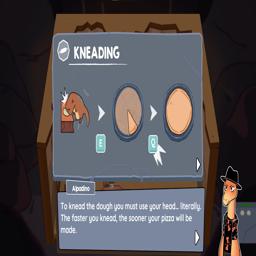 KNEADING
E
Q
Alpadino
To knead the dough you must use your head... literally.
The faster you knead, the sooner your pizza will be
made.